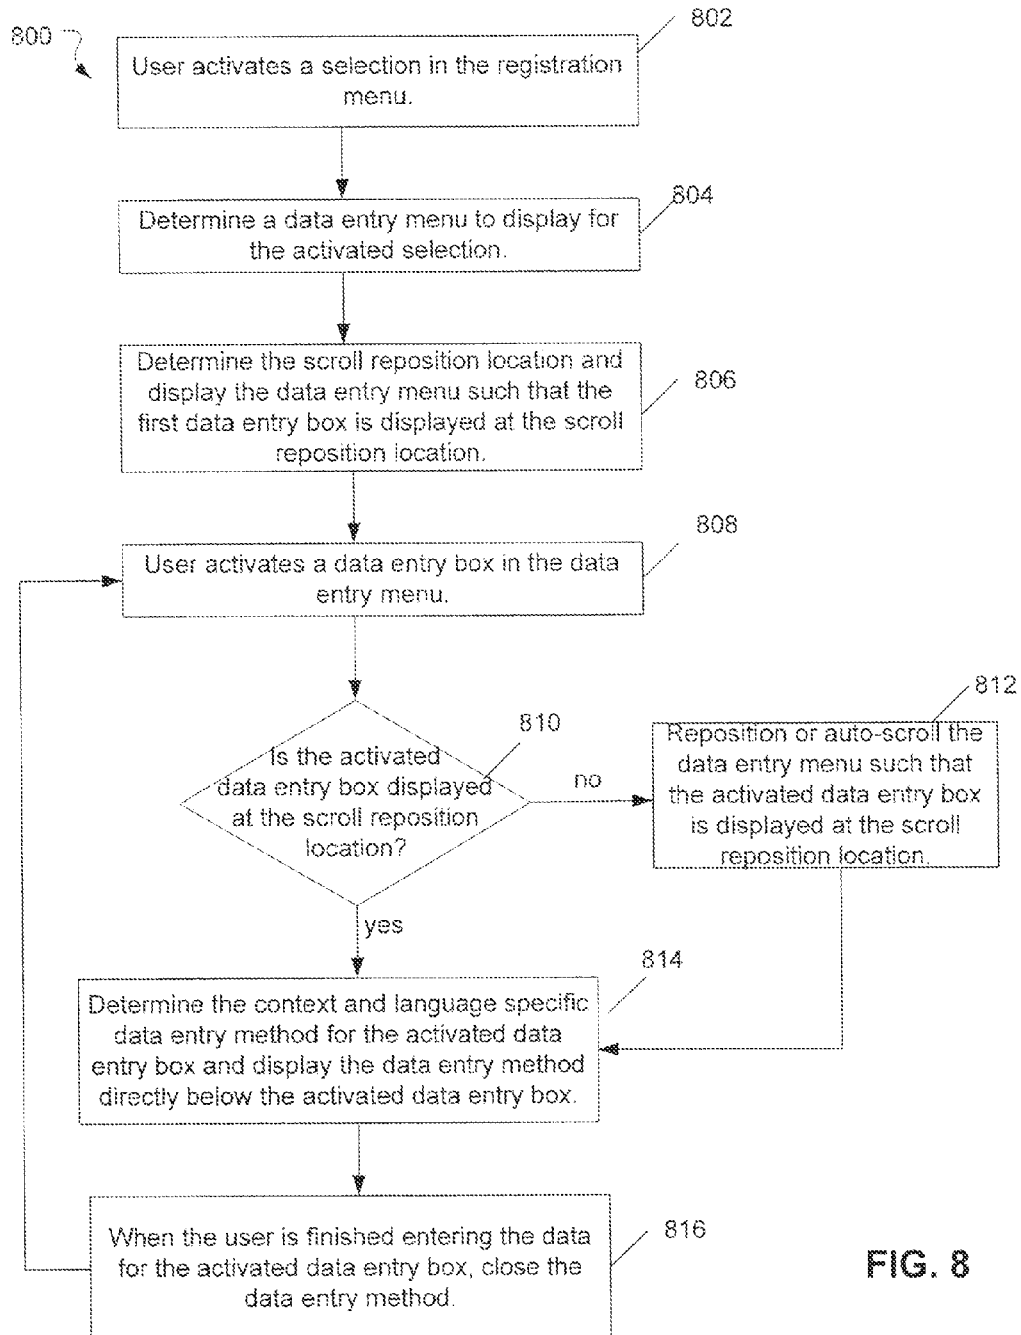 800
802
User activates a selection in the registration
menu.
804
Determine a data entry menu to display for
the activated selection.
Determine the scroll reposition location and
display the data entry menu such that the
first data entry box is displayed at the scroll
reposition location.
806
808
User activates a data entry box in the data
entry menu.
810
Is the activated
data entry box displayed
at the scroll reposition
location?
no
812
Reposition or auto-scroll the
data entry menu such that
the activated data entry box
is displayed at the scroll
reposition location.
yes
814
Determine the context and language specific
data entry method for the activated data
entry box and display the data entry method
directly below the activated data entry box.
When the user is finished entering the data
for the activated data entry box, close the
data entry method.
816
FIG. 8